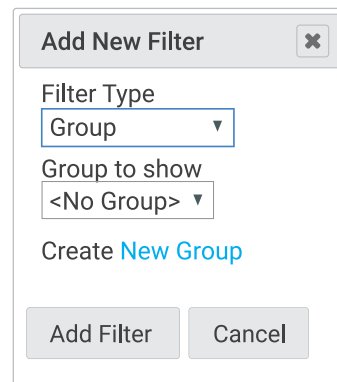 Add New Filter
Filter Type
Group
Group to show
<No Group>
Create New Group
Add Filter Cancel